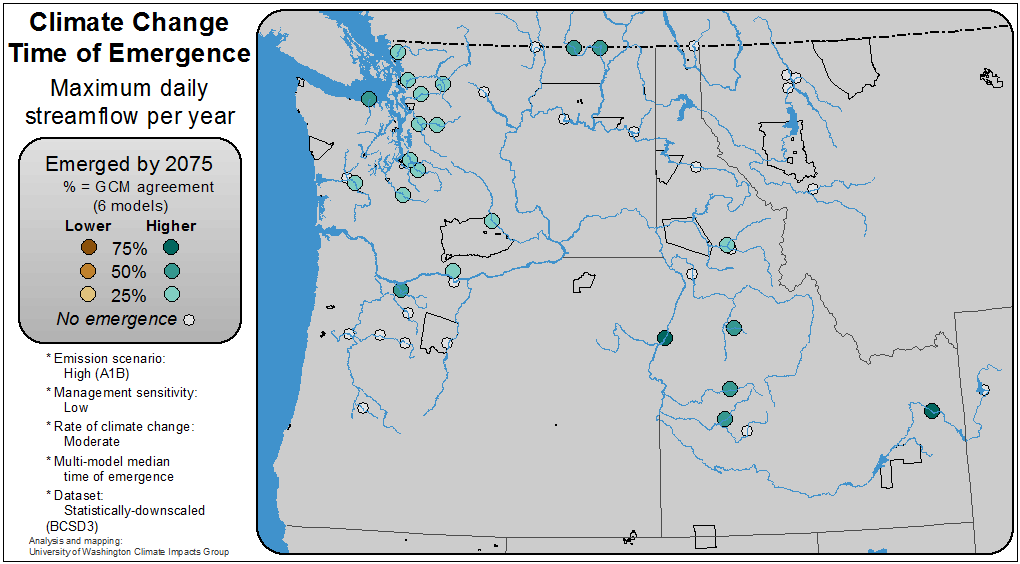 Climate Change
Time of Emergence
Maximum daily
streamflow per year
Emerged by 2075
% = GCM agreement
(6 models)
Lower Higher
75%
50%
25%
No emergence
* Emission scenario:
High (A1B)
* Management sensitivity:
Low
* Rate of climate change:
Moderate
* Multi-model median
time of emergence
* Dataset:
Statistically-downscaled
(BCSD3)
Analysis and mapping:
University of Washington Climate Impacts Group